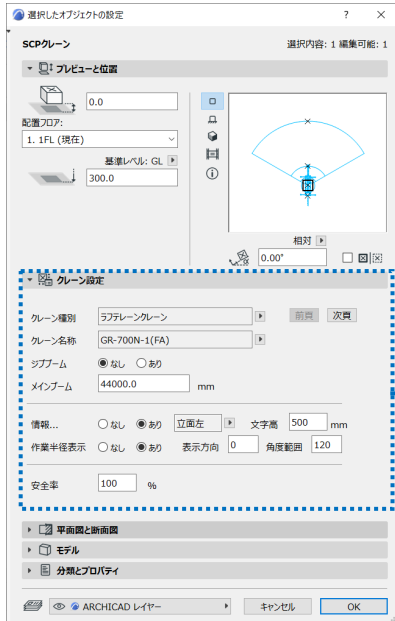 選択したオブジェクトの設定 ? ×
SCPクレーン 選択内容: 1 編集可能: 1
プレビューと位置
0.0
配置フロア:
1. 1FL (現在)
基準レベル: GL
300.0
相対
0.00°
クレーン設定
クレーン種別 ラフテレーンクレーン 前頁 次頁
クレーン名称 GR-700N-1(FA)
ジブブーム なし あり
メインブーム 44000.0 mm
情報... なし あり 立面左 文字高 500 mm
作業半径表示 なし あり 表示方向 0 角度範囲 120
安全率 100 %
平面図と断面図
モデル
分類とプロパティ
ARCHICAD レイヤー キャンセル OK